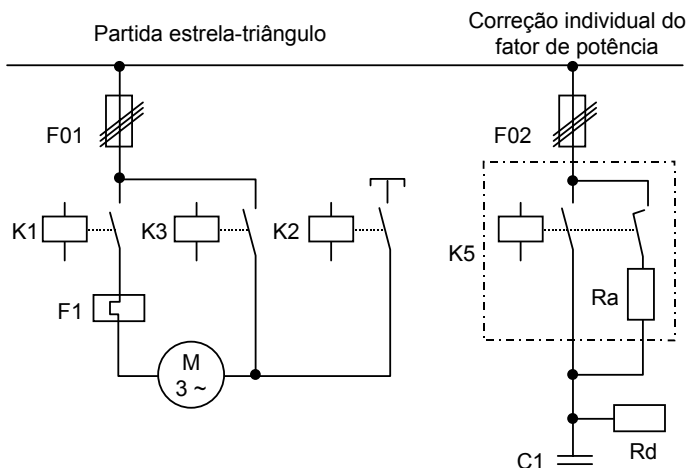 Partida estrela-triângulo
Correção individual do
fator de potência
F01
F02
K1
K3
K2
K5
F1
Ra
M
3 ~
Rd
C1